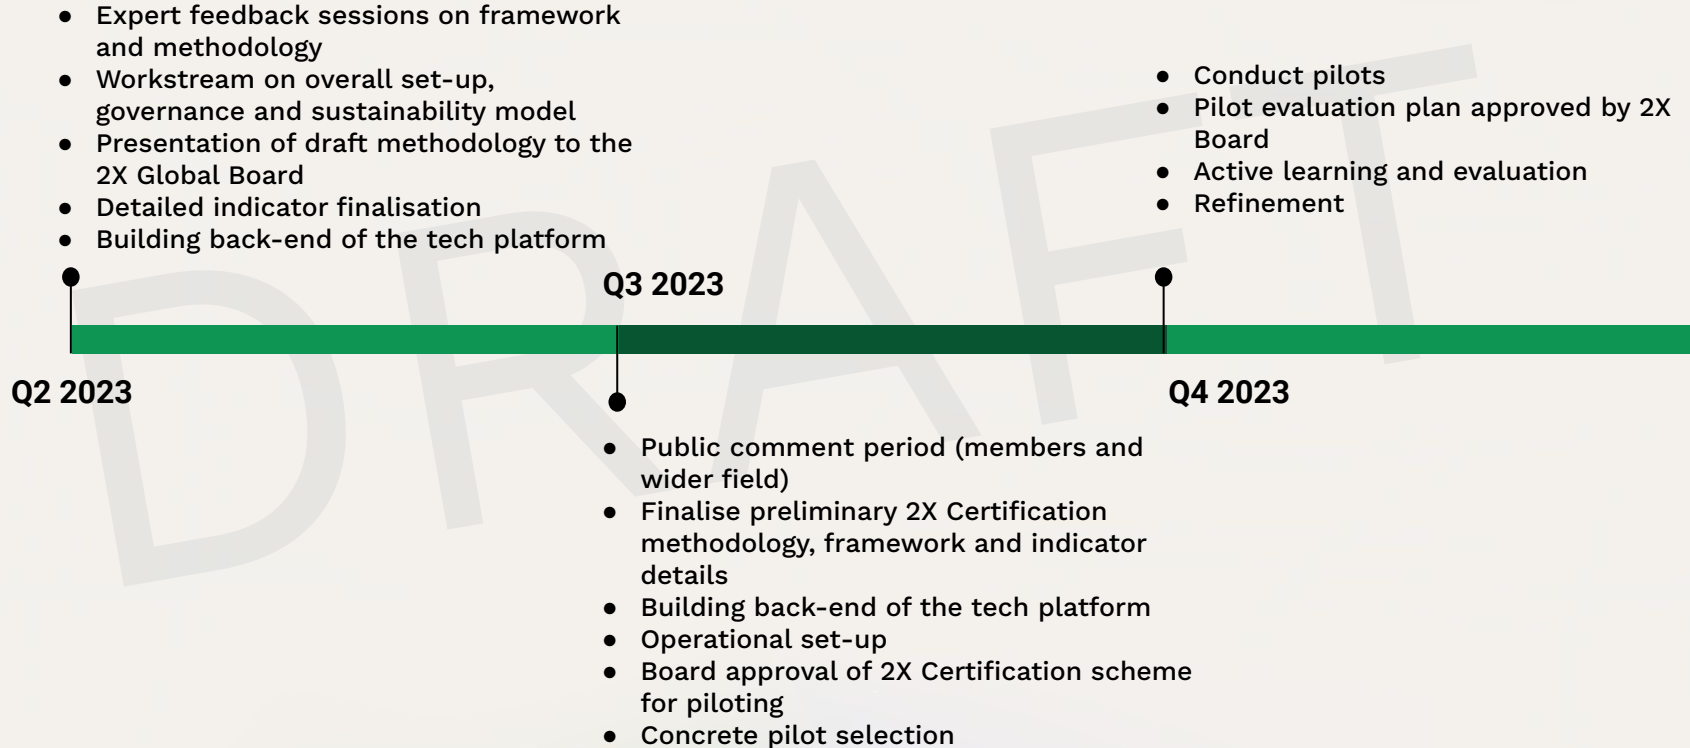 ● Expert feedback sessions on framework
and methodology
● Workstream on overall set-up,
governance and sustainability model
● Presentation of draft methodology to the
2X Global Board
● Detailed indicator finalisation
● Building back-end of the tech platform
● Conduct pilots
● Pilot evaluation plan approved by 2X
Board
● Active learning and evaluation
● Refinement
Q3 2023
DRAFT
Q2 2023
Q4 2023
● Public comment period (members and
wider field)
● Finalise preliminary 2X Certification
methodology, framework and indicator
details
● Building back-end of the tech platform
● Operational set-up
● Board approval of 2X Certification scheme
for piloting
● Concrete pilot selection